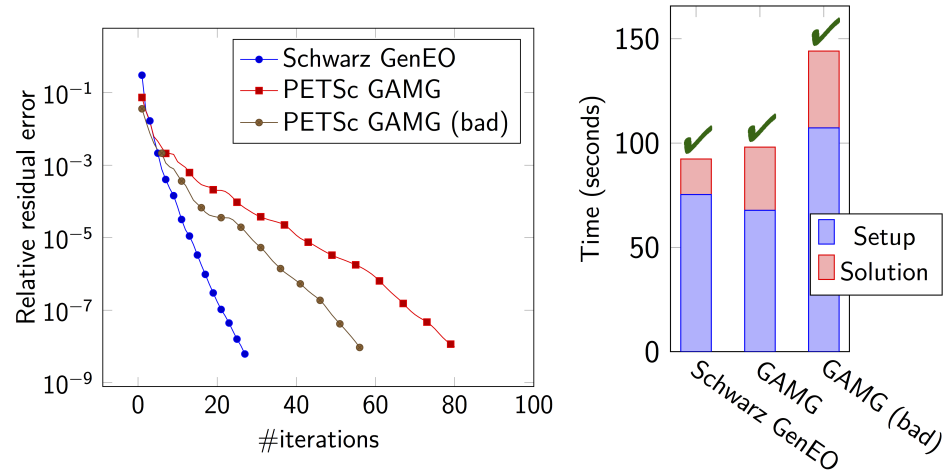 Relative residual error
10⁻¹
10⁻³
10⁻⁵
10⁻⁷
10⁻⁹
0 20 40 60 80 100
#iterations
Schwarz GenEO
PETSc GAMG
PETSc GAMG (bad)
Time (seconds)
150
100
50
0
Setup
Solution
Schwarz GenEO
GAMG
GAMG (bad)